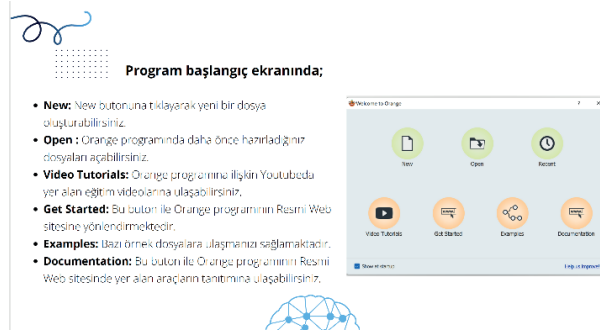 Program başlangıç ekranında;
New: New butonuna tıklayarak yeni bir dosya
oluşturabilirsiniz.
Open : Orange programında daha önce hazırladığınız
dosyaları açabilirsiniz.
Video Tutorials: Orange programına ilişkin Youtubeda
yer alan eğitim videolarına ulaşabilirsiniz.
Get Started: Bu buton ile Orange programının Resmi Web
sitesine yönlendirmektedir.
Examples: Bazı örnek dosyalara ulaşmanızı sağlamaktadır.
Documentation: Bu buton ile Orange programının Resmi
Web sitesinde yer alan araçların tanıtımına ulaşabilirsiniz.
Welcome to Orange
New Open Recent
Video Tutorials Get Started Examples Documentation
Show at startup Help us improve!